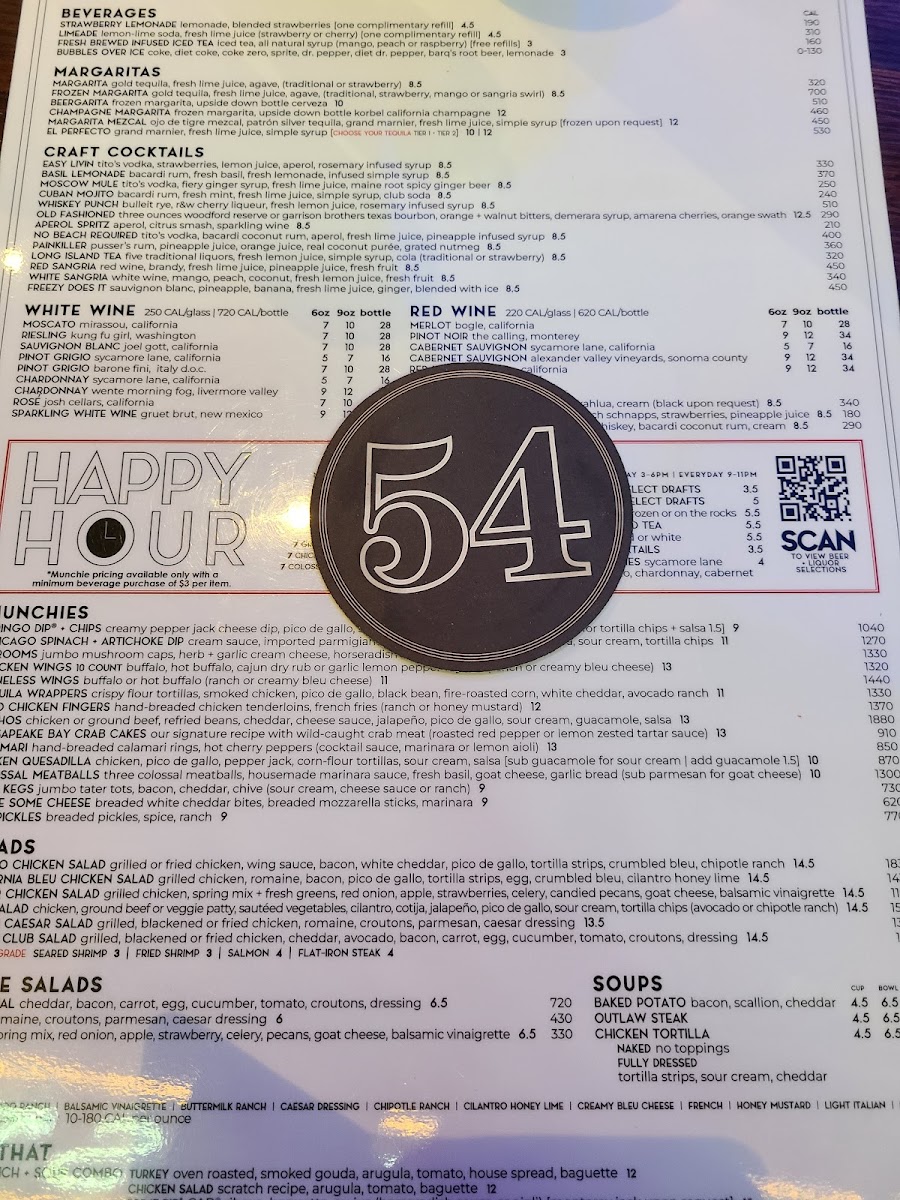 BEVERAGES
CAL
STRAWBERRY LEMONADE lemonade, blended strawberries [one complimentary refill] 4.5 190
LIMEADE lemon-lime soda, fresh lime juice [strawberry or cherry] (one complimentary refill] 4.5 310
FRESH BREWED INFUSED ICED TEA iced tea, all natural syrup (mango, peach or raspberry) [free refills] 3 160
BUBBLES OVER ICE coke, diet coke, coke zero, sprite, dr. pepper, diet dr. pepper, barq's root beer, lemonade 3 0-130
MARGARITAS
MARGARITA gold tequila, fresh lime juice, agave, (traditional or strawberry) 8.5 320
FROZEN MARGARITA gold tequila, fresh lime juice, agave, (traditional, strawberry, mango or sangria swirl) 8.5 700
BEERGARITA frozen margarita, upside down bottle cerveza 10 510
CHAMPAGNE MARGARITA frozen margarita, upside down bottle korbel california champagne 12 460
MARGARITA MEZCAL ojo de tigre mezcal, patrón silver tequila, grand marnier, fresh lime juice, simple syrup [frozen upon request] 12 450
EL PERFECTO grand marnier, fresh lime juice, simple syrup [CHOOSE YOUR TEQUILA TIER 1 - TIER 2] 10 | 12 530
CRAFT COCKTAILS
EASY LIVIN tito's vodka, strawberries, lemon juice, aperol, rosemary infused syrup 8.5 330
BASIL LEMONADE bacardi rum, fresh basil, fresh lemonade, infused simple syrup 8.5 370
MOSCOW MULE tito's vodka, fiery ginger syrup, fresh lime juice, maine root spicy ginger beer 8.5 250
CUBAN MOJITO bacardi rum, fresh mint, fresh lime juice, simple syrup, club soda 8.5 240
WHISKEY PUNCH bulleit rye, r&w cherry liqueur, fresh lemon juice, rosemary infused syrup 8.5 510
OLD FASHIONED three ounces woodford reserve or garrison brothers texas bourbon, orange + walnut bitters, demerara syrup, amarena cherries, orange swath 12.5 290
APEROL SPRITZ aperol, citrus smash, sparkling wine 8.5 210
NO BEACH REQUIRED tito's vodka, bacardi coconut rum, aperol, fresh lime juice, pineapple infused syrup 8.5 400
PAINKILLER pusser's rum, pineapple juice, orange juice, real coconut purée, grated nutmeg 8.5 360
LONG ISLAND TEA five traditional liquors, fresh lemon juice, simple syrup, cola (traditional or strawberry) 8.5 320
RED SANGRIA red wine, brandy, fresh lime juice, pineapple juice, fresh fruit 8.5 450
WHITE SANGRIA white wine, mango, peach, coconut, fresh lemon juice, fresh fruit 8.5 340
FREEZY DOES IT sauvignon blanc, pineapple, banana, fresh lime juice, ginger, blended with ice 8.5 450
WHITE WINE 250 CAL/glass | 720 CAL/bottle 6oz 9oz bottle
MOSCATO mirassou, california 7 10 28
RIESLING kung fu girl, washington 7 10 28
SAUVIGNON BLANC joel gott, california 7 10 28
PINOT GRIGIO sycamore lane, california 5 7 16
PINOT GRIGIO barone fini, italy d.o.c. 7 10 28
CHARDONNAY sycamore lane, california 5 7 16
CHARDONNAY wente morning fog, livermore valley 9 12
ROSÉ josh cellars, california 7 10
SPARKLING WHITE WINE gruet brut, new mexico 9
RED WINE 220 CAL/glass | 620 CAL/bottle 6oz 9oz bottle
MERLOT bogle, california 7 10 28
PINOT NOIR the calling, monterey 9 12 34
CABERNET SAUVIGNON sycamore lane, california 5 7 16
CABERNET SAUVIGNON alexander valley vineyards, sonoma county 9 12 34
california 9 12 34
cream (black upon request) 8.5 340
schnapps, strawberries, pineapple juice 8.5 180
bacardi coconut rum, cream 8.5 290
54
HAPPY
HOUR
*Munchie pricing available only with a
minimum beverage purchase of $3 per item.
3-6PM | EVERYDAY 9-11PM
DRAFTS 3.5
DRAFTS 5
or on the rocks 5.5
TEA 5.5
or white 5.5
3.5
sycamore lane 4
chardonnay, cabernet
SCAN
TO VIEW BEER
+ LIQUOR
SELECTIONS
UNCHIES
INGO DIP® + CHIPS creamy pepper jack cheese dip, pico de gallo, or tortilla chips + salsa 1.5] 9 1040
ICAGO SPINACH + ARTICHOKE DIP cream sauce, imported parmigian sour cream, tortilla chips 11 1270
ROOMS jumbo mushroom caps, herb + garlic cream cheese, horseradish 1330
CKEN WINGS 10 COUNT buffalo, hot buffalo, cajun dry rub or garlic lemon pepper or creamy bleu cheese) 13 1320
NELESS WINGS buffalo or hot buffalo (ranch or creamy bleu cheese) 11 1440
UILA WRAPPERS crispy flour tortillas, smoked chicken, pico de gallo, black bean, fire-roasted corn, white cheddar, avocado ranch 11 1330
O CHICKEN FINGERS hand-breaded chicken tenderloins, french fries (ranch or honey mustard) 12 1370
HOS chicken or ground beef, refried beans, cheddar, cheese sauce, jalapeño, pico de gallo, sour cream, guacamole, salsa 13 1880
SAPEAKE BAY CRAB CAKES our signature recipe with wild-caught crab meat (roasted red pepper or lemon zested tartar sauce) 13 910
MARI hand-breaded calamari rings, hot cherry peppers (cocktail sauce, marinara or lemon aioli) 13 850
KEN QUESADILLA chicken, pico de gallo, pepper jack, corn-flour tortillas, sour cream, salsa [sub guacamole for sour cream | add guacamole 1.5] 10 870
OSSAL MEATBALLS three colossal meatballs, housemade marinara sauce, fresh basil, goat cheese, garlic bread (sub parmesan for goat cheese) 10 1300
KEGS jumbo tater tots, bacon, cheddar, chive (sour cream, cheese sauce or ranch) 9 730
E SOME CHEESE breaded white cheddar bites, breaded mozzarella sticks, marinara 9 620
PICKLES breaded pickles, spice, ranch 9 77
ADS
O CHICKEN SALAD grilled or fried chicken, wing sauce, bacon, white cheddar, pico de gallo, tortilla strips, crumbled bleu, chipotle ranch 14.5 18
RNIA BLEU CHICKEN SALAD grilled chicken, romaine, bacon, pico de gallo, tortilla strips, egg, crumbled bleu, cilantro honey lime 14.5 14
CHICKEN SALAD grilled chicken, spring mix + fresh greens, red onion, apple, strawberries, celery, candied pecans, goat cheese, balsamic vinaigrette 14.5 11
ALAD chicken, ground beef or veggie patty, sautéed vegetables, cilantro, cotija, jalapeño, pico de gallo, sour cream, tortilla chips (avocado or chipotle ranch) 14.5 15
CAESAR SALAD grilled, blackened or fried chicken, romaine, croutons, parmesan, caesar dressing 13.5
CLUB SALAD grilled, blackened or fried chicken, cheddar, avocado, bacon, carrot, egg, cucumber, tomato, croutons, dressing 14.5
GRADE SEARED SHRIMP 3 | FRIED SHRIMP 3 | SALMON 4 | FLAT-IRON STEAK 4
E SALADS
AL cheddar, bacon, carrot, egg, cucumber, tomato, croutons, dressing 6.5 720
maine, croutons, parmesan, caesar dressing 6 430
pring mix, red onion, apple, strawberry, celery, pecans, goat cheese, balsamic vinaigrette 6.5 330
SOUPS CUP BOWL
BAKED POTATO bacon, scallion, cheddar 4.5 6.5
OUTLAW STEAK 4.5 6.5
CHICKEN TORTILLA 4.5 6.5
NAKED no toppings
FULLY DRESSED
tortilla strips, sour cream, cheddar
RANCH | BALSAMIC VINAIGRETTE | BUTTERMILK RANCH | CAESAR DRESSING | CHIPOTLE RANCH | CILANTRO HONEY LIME | CREAMY BLEU CHEESE | FRENCH | HONEY MUSTARD | LIGHT ITALIAN |
10-180 CAL per ounce
THAT
ICH + SOUP COMBO TURKEY oven roasted, smoked gouda, arugula, tomato, house spread, baguette 12
CHICKEN SALAD scratch recipe, arugula, tomato, baguette 12